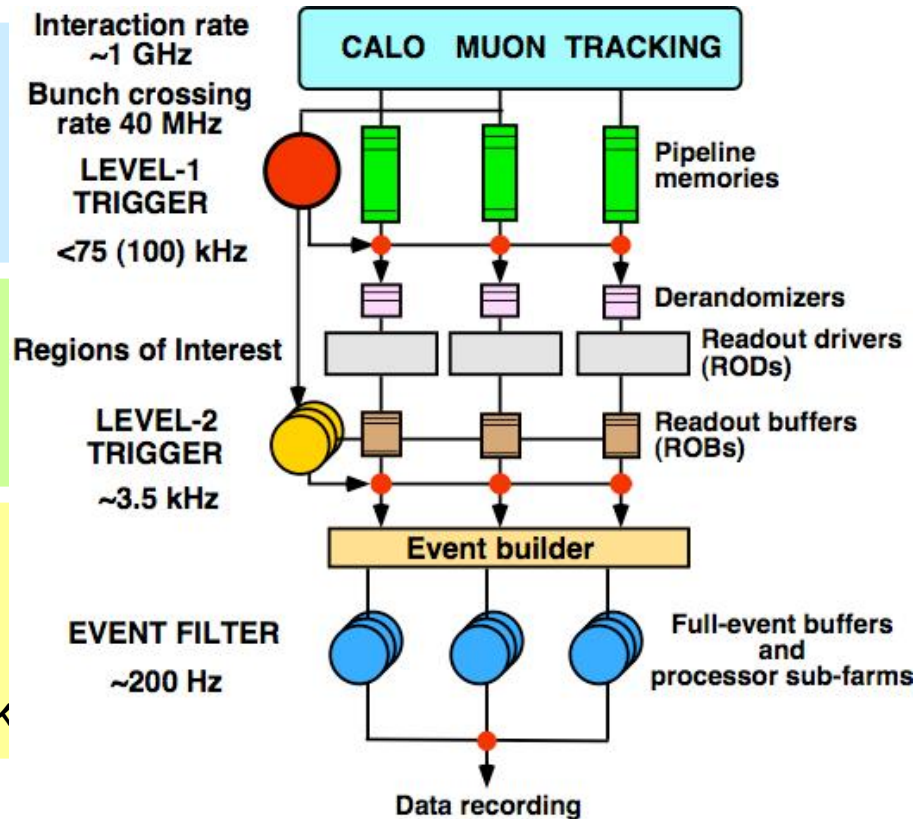 Interaction rate
~1 GHz
CALO MUON TRACKING
Bunch crossing
rate 40 MHz
LEVEL-1
TRIGGER
Pipeline
memories
<75 (100) kHz
Derandomizers
Regions of Interest
Readout drivers
(RODs)
LEVEL-2
TRIGGER
Readout buffers
(ROBs)
~3.5 kHz
Event builder
EVENT FILTER
~200 Hz
Full-event buffers
and
processor sub-farms
Data recording